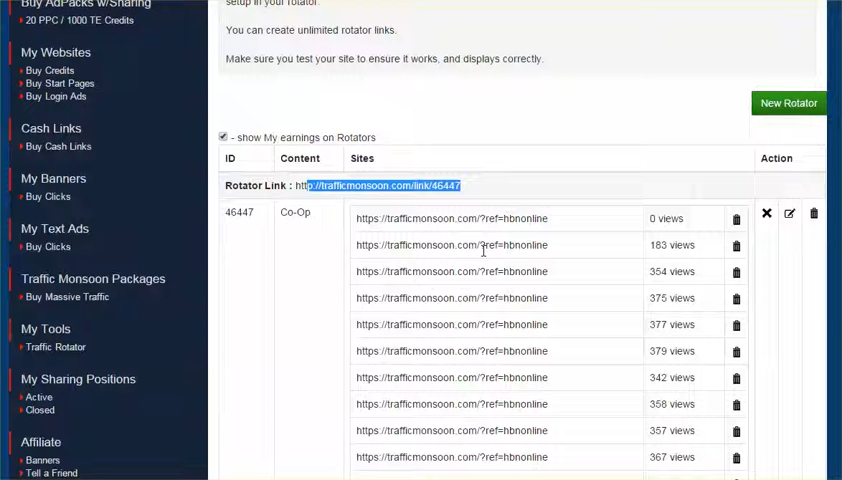 Buy AdPacks w/Sharing
20 PPC / 1000 TE Credits
My Websites
Buy Credits
Buy Start Pages
Buy Login Ads
Cash Links
Buy Cash Links
My Banners
Buy Clicks
My Text Ads
Buy Clicks
Traffic Monsoon Packages
Buy Massive Traffic
My Tools
Traffic Rotator
My Sharing Positions
Active
Closed
Affiliate
Banners
Tell a Friend
setup in your rotator.
You can create unlimited rotator links.
Make sure you test your site to ensure it works, and displays correctly.
New Rotator
- show My earnings on Rotators
ID Content Sites Action
Rotator Link : http://trafficmonsoon.com/link/46447
46447 Co-Op https://trafficmonsoon.com/?ref=hbnonline 0 views
https://trafficmonsoon.com/?ref=hbnonline 183 views
https://trafficmonsoon.com/?ref=hbnonline 354 views
https://trafficmonsoon.com/?ref=hbnonline 375 views
https://trafficmonsoon.com/?ref=hbnonline 377 views
https://trafficmonsoon.com/?ref=hbnonline 379 views
https://trafficmonsoon.com/?ref=hbnonline 342 views
https://trafficmonsoon.com/?ref=hbnonline 358 views
https://trafficmonsoon.com/?ref=hbnonline 357 views
https://trafficmonsoon.com/?ref=hbnonline 367 views